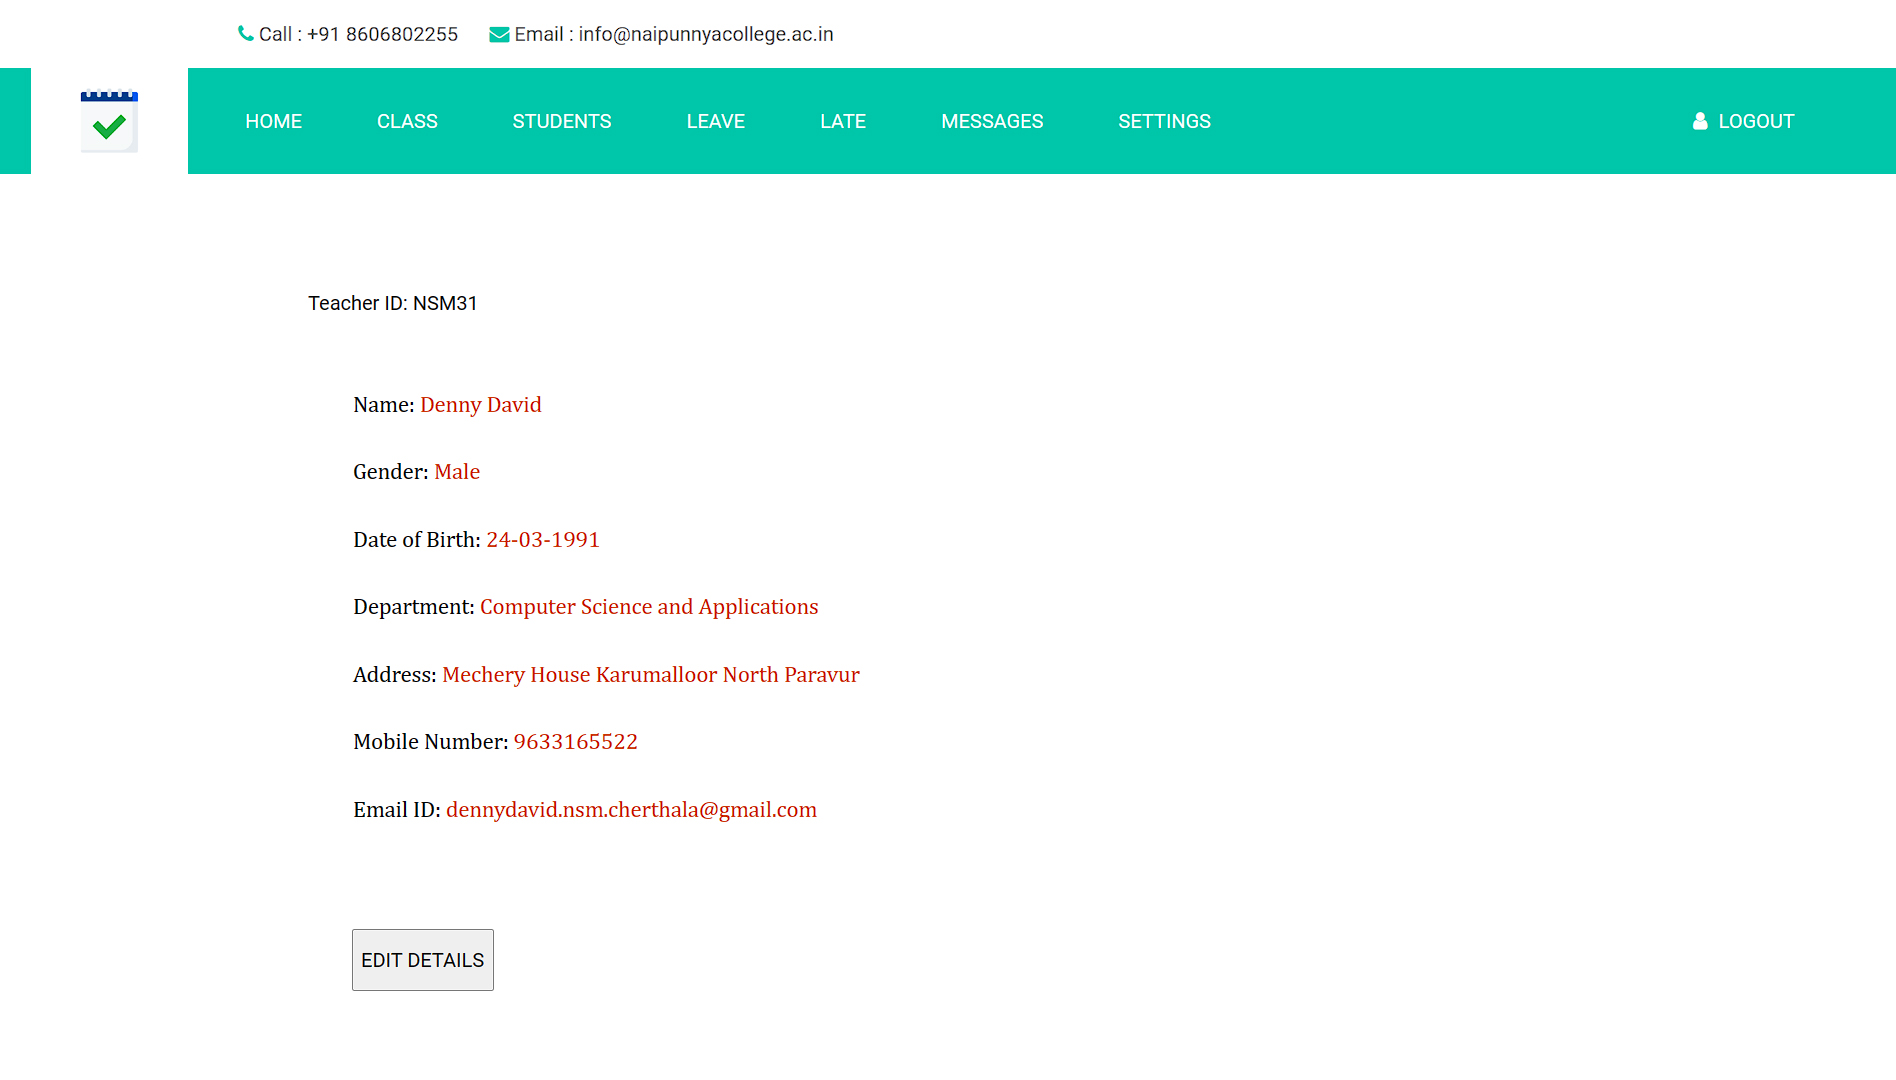 Call : +91 8606802255 Email : info@naipunnyacollege.ac.in
HOME CLASS STUDENTS LEAVE LATE MESSAGES SETTINGS LOGOUT
Teacher ID: NSM31
Name: Denny David
Gender: Male
Date of Birth: 24-03-1991
Department: Computer Science and Applications
Address: Mechery House Karumalloor North Paravur
Mobile Number: 9633165522
Email ID: dennydavid.nsm.cherthala@gmail.com
EDIT DETAILS